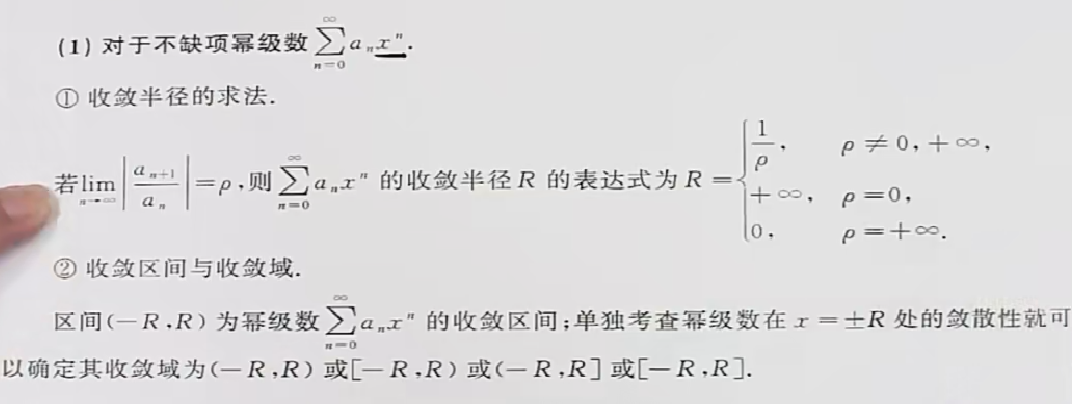 (1) 对于不缺项幂级数 $\sum_{n=0}^{\infty} a_n x^n$.
① 收敛半径的求法.
若 $\lim_{n\to\infty} \left|\frac{a_{n+1}}{a_n}\right| = \rho$,则 $\sum_{n=0}^{\infty} a_n x^n$ 的收敛半径 R 的表达式为 $R = \begin{cases} \frac{1}{\rho}, & \rho \neq 0, +\infty, \\ +\infty, & \rho = 0, \\ 0, & \rho = +\infty. \end{cases}$
② 收敛区间与收敛域.
区间(−R,R)为幂级数 $\sum_{n=0}^{\infty} a_n x^n$ 的收敛区间;单独考查幂级数在 x = ±R 处的敛散性就可
以确定其收敛域为(−R,R)或[−R,R)或(−R,R]或[−R,R].